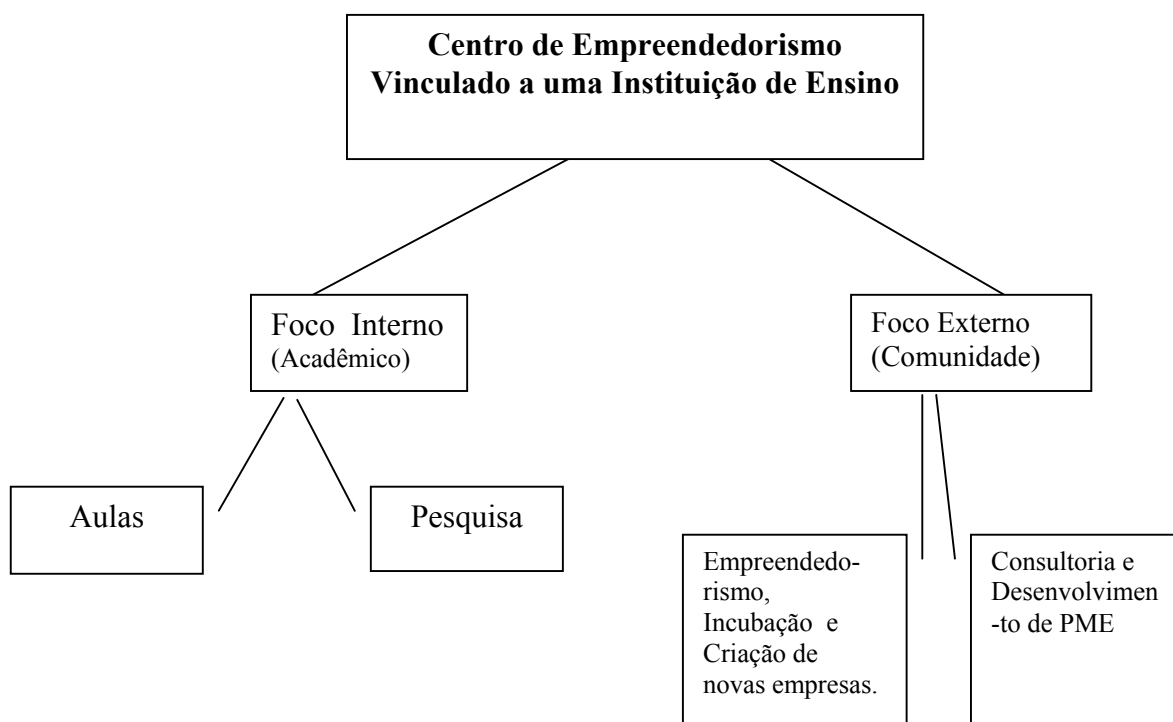 Centro de Empreendedorismo
Vinculado a uma Instituição de Ensino
Foco Interno
(Acadêmico)
Foco Externo
(Comunidade)
Aulas
Pesquisa
Empreendedo-
rismo,
Incubação e
Criação de
novas empresas.
Consultoria e
Desenvolvimen
-to de PME